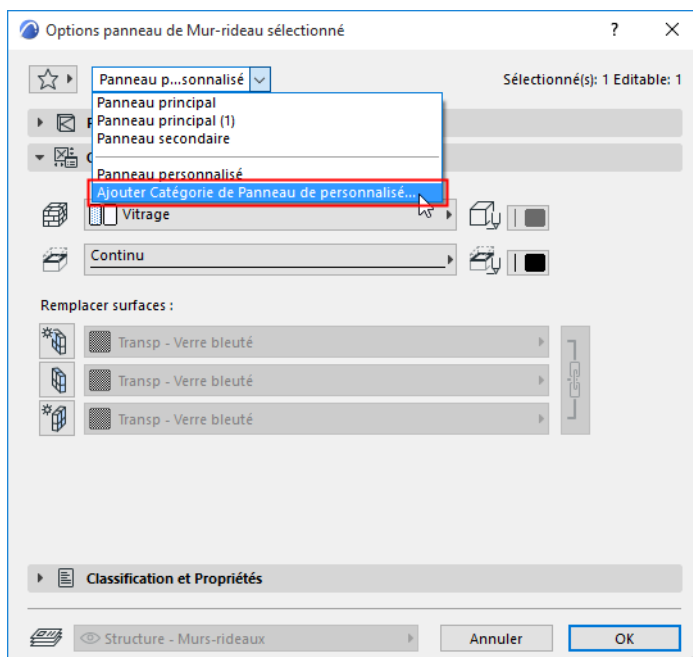 Options panneau de Mur-rideau sélectionné
?
Panneau p...sonnalisé
Sélectionné(s): 1 Editable: 1
Panneau principal
Panneau principal (1)
Panneau secondaire
Panneau personnalisé
Ajouter Catégorie de Panneau de personnalisé...
Vitrage
Continu
Remplacer surfaces :
Transp - Verre bleuté
Transp - Verre bleuté
Transp - Verre bleuté
Classification et Propriétés
Structure - Murs-rideaux
Annuler
OK